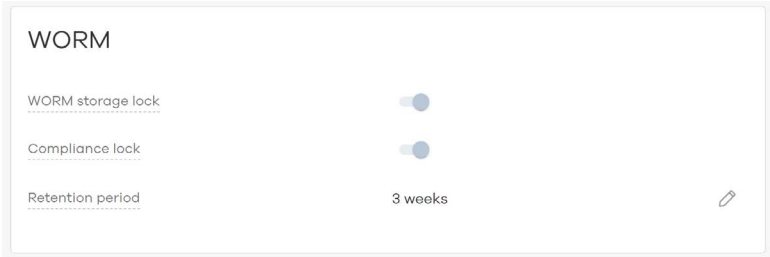 WORM
WORM storage lock
Compliance lock
Retention period 3 weeks